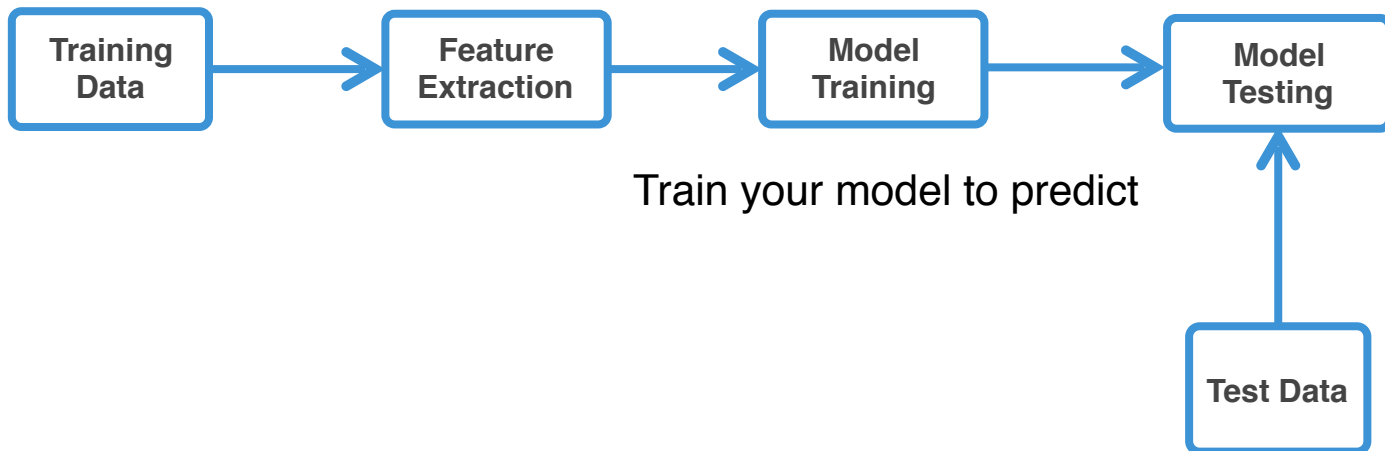 Training
Data
Feature
Extraction
Model
Training
Model
Testing
Train your model to predict
Test Data